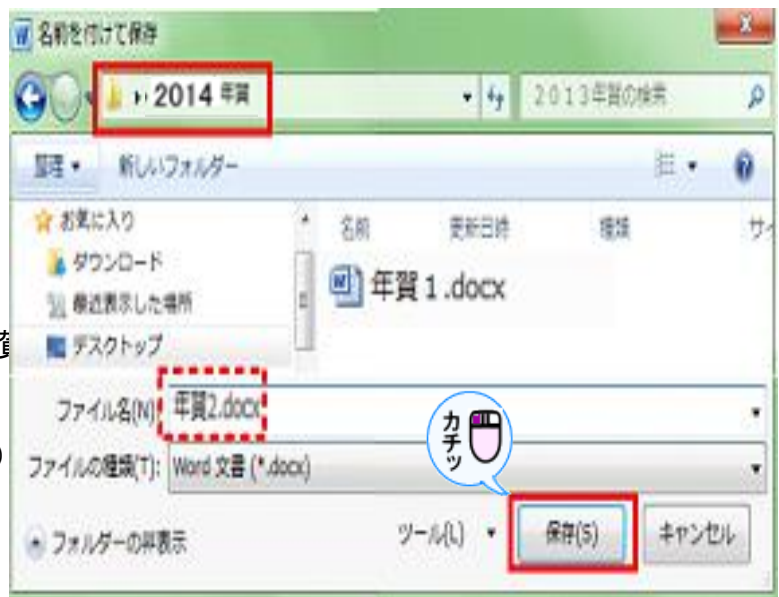 名前を付けて保存
2014 年賀
2013年賀の検索
整理 新しいフォルダー
お気に入り
ダウンロード
最近表示した場所
デスクトップ
名前 更新日時 種類 サイ
年賀１.docx
ファイル名(N): 年賀2.docx
ファイルの種類(T): Word 文書 (*.docx)
カチッ
フォルダーの非表示
ツール(L) 保存(S) キャンセル